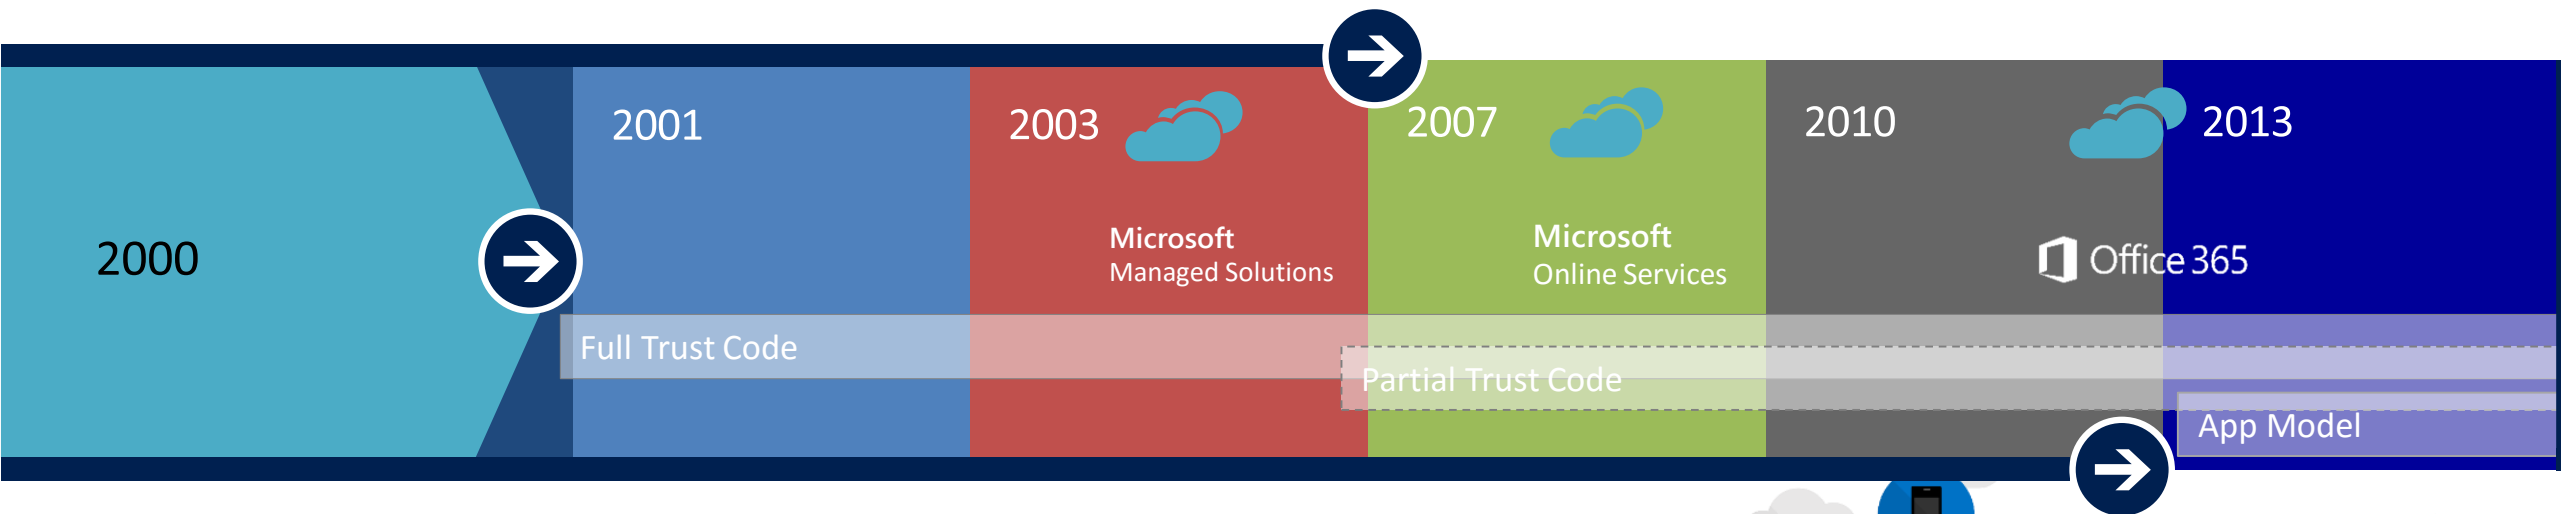 2000
2001
2003
2007
2010
2013
Microsoft
Managed Solutions
Microsoft
Online Services
Office 365
Full Trust Code
Partial Trust Code
App Model